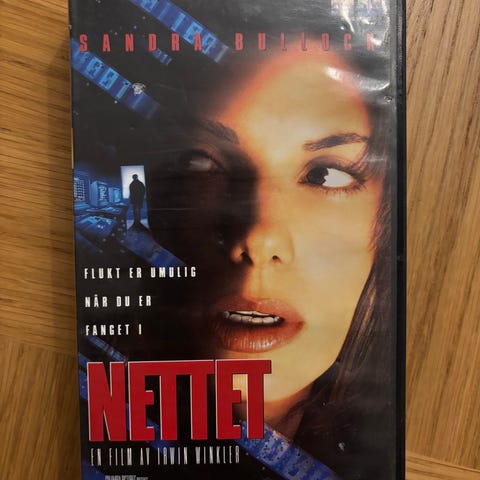 SANDRA BULLOCK
FLUKT ER UMULIG
NÅR DU ER
FANGET I
NETTET
EN FILM AV IRWIN WINKLER